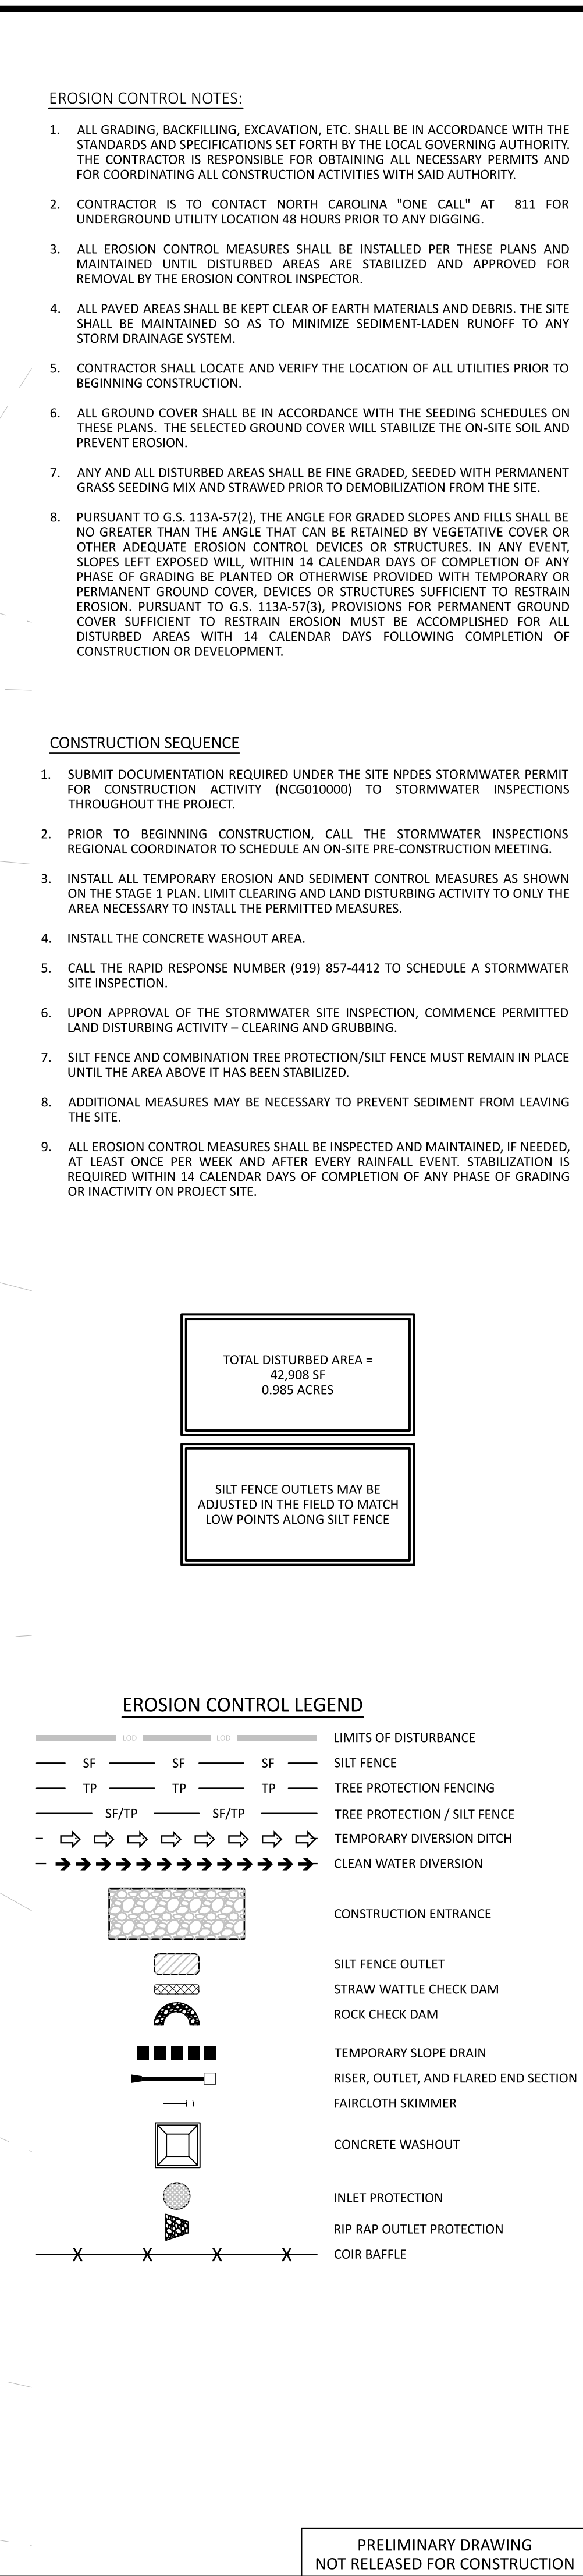 EROSION CONTROL NOTES:
1. ALL GRADING, BACKFILLING, EXCAVATION, ETC. SHALL BE IN ACCORDANCE WITH THE
STANDARDS AND SPECIFICATIONS SET FORTH BY THE LOCAL GOVERNING AUTHORITY.
THE CONTRACTOR IS RESPONSIBLE FOR OBTAINING ALL NECESSARY PERMITS AND
FOR COORDINATING ALL CONSTRUCTION ACTIVITIES WITH SAID AUTHORITY.
2. CONTRACTOR IS TO CONTACT NORTH CAROLINA "ONE CALL" AT 811 FOR
UNDERGROUND UTILITY LOCATION 48 HOURS PRIOR TO ANY DIGGING.
3. ALL EROSION CONTROL MEASURES SHALL BE INSTALLED PER THESE PLANS AND
MAINTAINED UNTIL DISTURBED AREAS ARE STABILIZED AND APPROVED FOR
REMOVAL BY THE EROSION CONTROL INSPECTOR.
4. ALL PAVED AREAS SHALL BE KEPT CLEAR OF EARTH MATERIALS AND DEBRIS. THE SITE
SHALL BE MAINTAINED SO AS TO MINIMIZE SEDIMENT-LADEN RUNOFF TO ANY
STORM DRAINAGE SYSTEM.
5. CONTRACTOR SHALL LOCATE AND VERIFY THE LOCATION OF ALL UTILITIES PRIOR TO
BEGINNING CONSTRUCTION.
6. ALL GROUND COVER SHALL BE IN ACCORDANCE WITH THE SEEDING SCHEDULES ON
THESE PLANS. THE SELECTED GROUND COVER WILL STABILIZE THE ON-SITE SOIL AND
PREVENT EROSION.
7. ANY AND ALL DISTURBED AREAS SHALL BE FINE GRADED, SEEDED WITH PERMANENT
GRASS SEEDING MIX AND STRAWED PRIOR TO DEMOBILIZATION FROM THE SITE.
8. PURSUANT TO G.S. 113A-57(2), THE ANGLE FOR GRADED SLOPES AND FILLS SHALL BE
NO GREATER THAN THE ANGLE THAT CAN BE RETAINED BY VEGETATIVE COVER OR
OTHER ADEQUATE EROSION CONTROL DEVICES OR STRUCTURES. IN ANY EVENT,
SLOPES LEFT EXPOSED WILL, WITHIN 14 CALENDAR DAYS OF COMPLETION OF ANY
PHASE OF GRADING BE PLANTED OR OTHERWISE PROVIDED WITH TEMPORARY OR
PERMANENT GROUND COVER, DEVICES OR STRUCTURES SUFFICIENT TO RESTRAIN
EROSION. PURSUANT TO G.S. 113A-57(3), PROVISIONS FOR PERMANENT GROUND
COVER SUFFICIENT TO RESTRAIN EROSION MUST BE ACCOMPLISHED FOR ALL
DISTURBED AREAS WITH 14 CALENDAR DAYS FOLLOWING COMPLETION OF
CONSTRUCTION OR DEVELOPMENT.
CONSTRUCTION SEQUENCE
1. SUBMIT DOCUMENTATION REQUIRED UNDER THE SITE NPDES STORMWATER PERMIT
FOR CONSTRUCTION ACTIVITY (NCG010000) TO STORMWATER INSPECTIONS
THROUGHOUT THE PROJECT.
2. PRIOR TO BEGINNING CONSTRUCTION, CALL THE STORMWATER INSPECTIONS
REGIONAL COORDINATOR TO SCHEDULE AN ON-SITE PRE-CONSTRUCTION MEETING.
3. INSTALL ALL TEMPORARY EROSION AND SEDIMENT CONTROL MEASURES AS SHOWN
ON THE STAGE 1 PLAN. LIMIT CLEARING AND LAND DISTURBING ACTIVITY TO ONLY THE
AREA NECESSARY TO INSTALL THE PERMITTED MEASURES.
4. INSTALL THE CONCRETE WASHOUT AREA.
5. CALL THE RAPID RESPONSE NUMBER (919) 857-4412 TO SCHEDULE A STORMWATER
SITE INSPECTION.
6. UPON APPROVAL OF THE STORMWATER SITE INSPECTION, COMMENCE PERMITTED
LAND DISTURBING ACTIVITY – CLEARING AND GRUBBING.
7. SILT FENCE AND COMBINATION TREE PROTECTION/SILT FENCE MUST REMAIN IN PLACE
UNTIL THE AREA ABOVE IT HAS BEEN STABILIZED.
8. ADDITIONAL MEASURES MAY BE NECESSARY TO PREVENT SEDIMENT FROM LEAVING
THE SITE.
9. ALL EROSION CONTROL MEASURES SHALL BE INSPECTED AND MAINTAINED, IF NEEDED,
AT LEAST ONCE PER WEEK AND AFTER EVERY RAINFALL EVENT. STABILIZATION IS
REQUIRED WITHIN 14 CALENDAR DAYS OF COMPLETION OF ANY PHASE OF GRADING
OR INACTIVITY ON PROJECT SITE.
TOTAL DISTURBED AREA =
42,908 SF
0.985 ACRES
SILT FENCE OUTLETS MAY BE
ADJUSTED IN THE FIELD TO MATCH
LOW POINTS ALONG SILT FENCE
EROSION CONTROL LEGEND
LOD LOD LIMITS OF DISTURBANCE
SF SF SF SILT FENCE
TP TP TP TREE PROTECTION FENCING
SF/TP SF/TP TREE PROTECTION / SILT FENCE
TEMPORARY DIVERSION DITCH
CLEAN WATER DIVERSION
CONSTRUCTION ENTRANCE
SILT FENCE OUTLET
STRAW WATTLE CHECK DAM
ROCK CHECK DAM
TEMPORARY SLOPE DRAIN
RISER, OUTLET, AND FLARED END SECTION
FAIRCLOTH SKIMMER
CONCRETE WASHOUT
INLET PROTECTION
RIP RAP OUTLET PROTECTION
X X X X COIR BAFFLE
PRELIMINARY DRAWING
NOT RELEASED FOR CONSTRUCTION